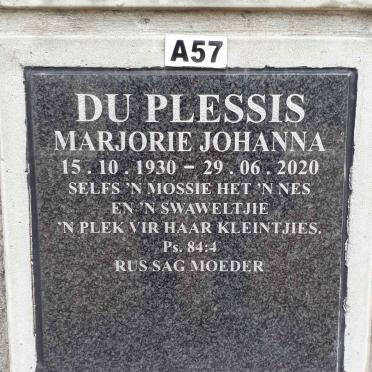 A57
DU PLESSIS
MARJORIE JOHANNA
15.10.1930 – 29.06.2020
SELFS 'N MOSSIE HET 'N NES
EN 'N SWAWELTJIE
'N PLEK VIR HAAR KLEINTJIES.
Ps. 84:4
RUS SAG MOEDER